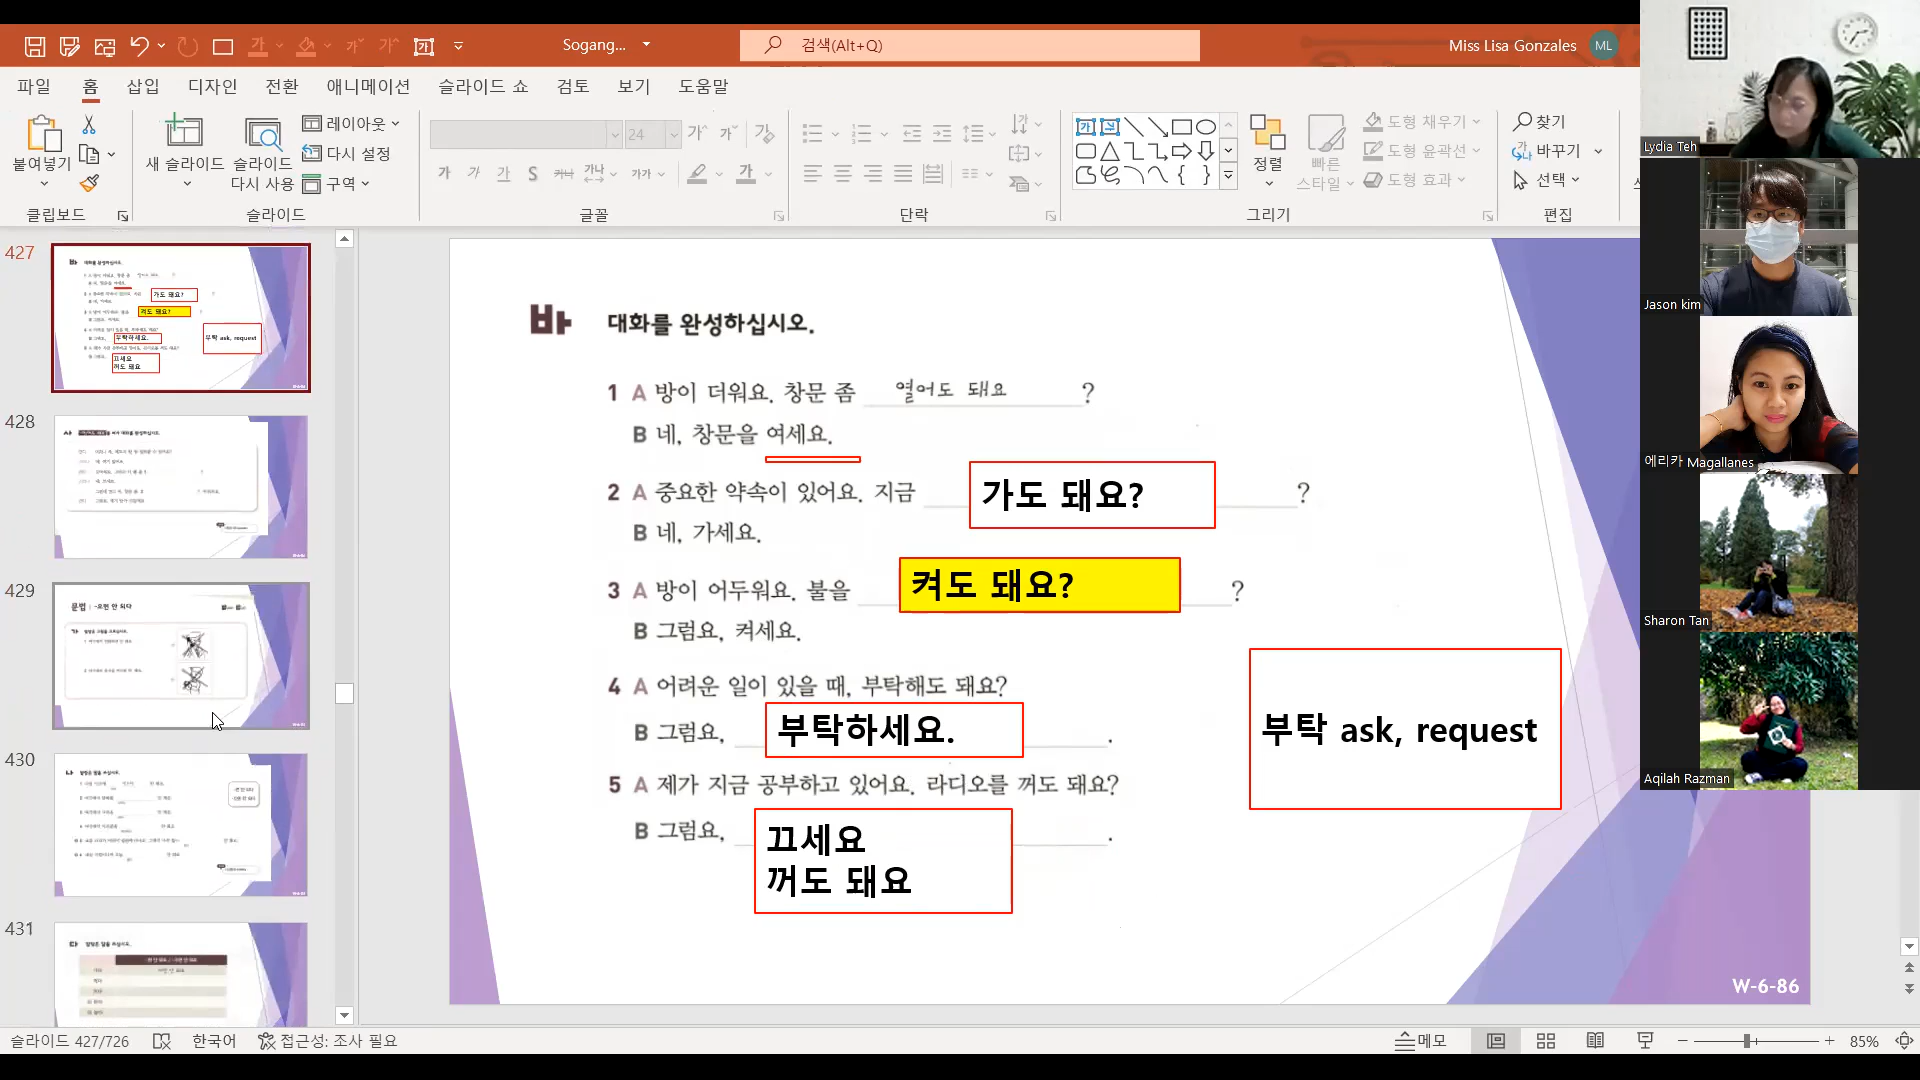 Sogang...
검색(Alt+Q)
Miss Lisa Gonzales
ML
파일
홈
삽입
디자인
전환
애니메이션
슬라이드 쇼
검토
보기
도움말
붙여넣기
클립보드
새 슬라이드
슬라이드 다시 사용
레이아웃
다시 설정
구역
슬라이드
24
글꼴
단락
정렬
빠른 스타일
도형 채우기
도형 윤곽선
도형 효과
그리기
찾기
바꾸기
선택
편집
427
428
429
430
431
바 대화를 완성하십시오.
1 A 방이 더워요. 창문 좀 열어도 돼요 ?
B 네, 창문을 여세요.
2 A 중요한 약속이 있어요. 지금 가도 돼요? ?
B 네, 가세요.
3 A 방이 어두워요. 불을 켜도 돼요? ?
B 그럼요, 켜세요.
4 A 어려운 일이 있을 때, 부탁해도 돼요?
B 그럼요, 부탁하세요. .
5 A 제가 지금 공부하고 있어요. 라디오를 꺼도 돼요?
B 그럼요, 끄세요 .
꺼도 돼요
부탁 ask, request
W-6-86
Lydia Teh
Jason kim
에리카 Magallanes
Sharon Tan
Aqilah Razman
슬라이드 427/726
한국어
접근성: 조사 필요
메모
85%